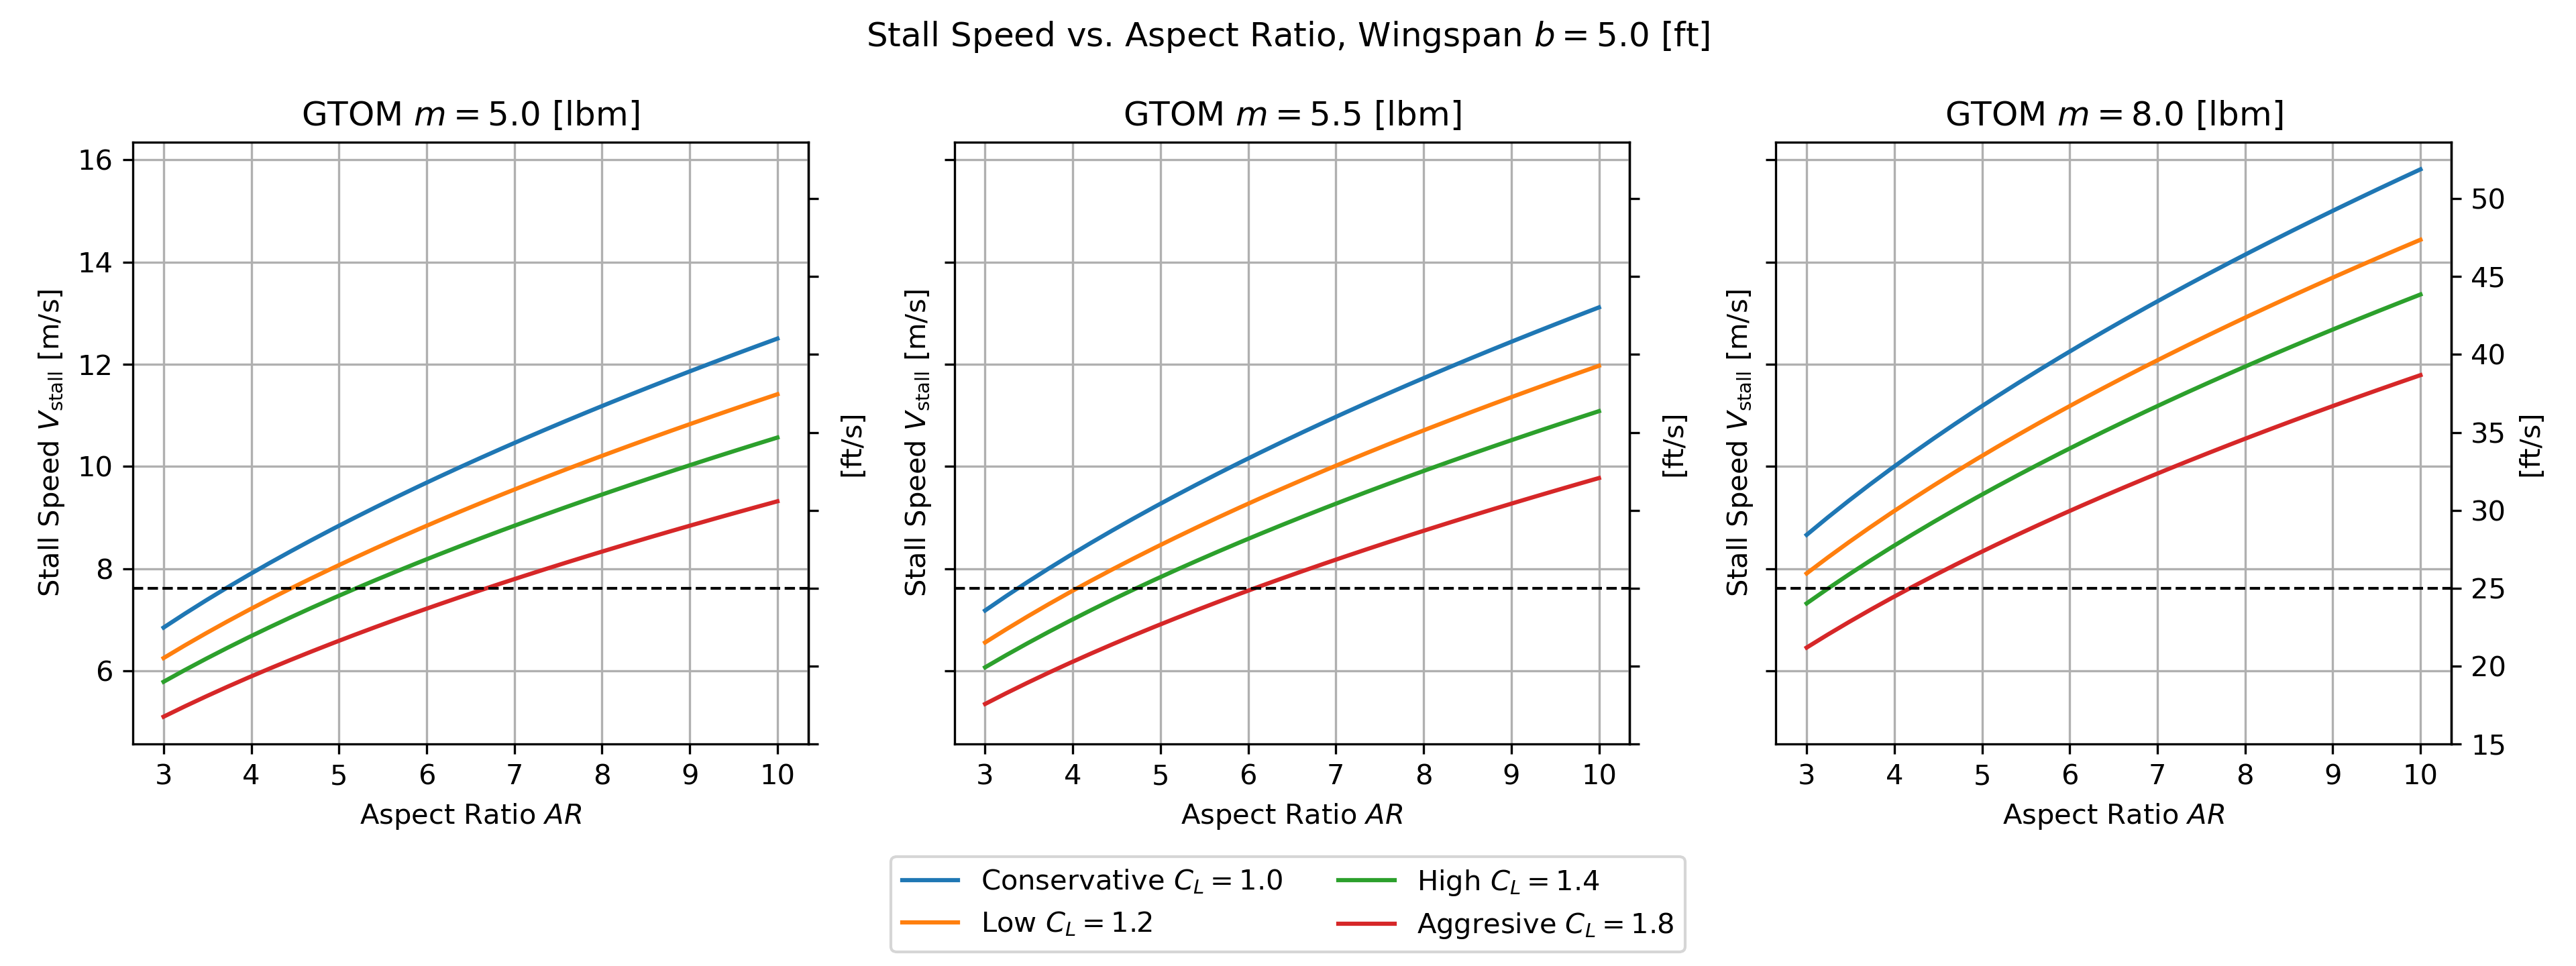 Stall Speed vs. Aspect Ratio, Wingspan b = 5.0 [ft]
GTOM m = 5.0 [lbm]
GTOM m = 5.5 [lbm]
GTOM m = 8.0 [lbm]
Stall Speed V_stall [m/s]
16
14
12
10
8
6
3 4 5 6 7 8 9 10
Aspect Ratio AR
[ft/s]
Stall Speed V_stall [m/s]
3 4 5 6 7 8 9 10
Aspect Ratio AR
[ft/s]
Stall Speed V_stall [m/s]
3 4 5 6 7 8 9 10
Aspect Ratio AR
50
45
40
35
30
25
20
15
[ft/s]
Conservative C_L = 1.0
Low C_L = 1.2
High C_L = 1.4
Aggresive C_L = 1.8